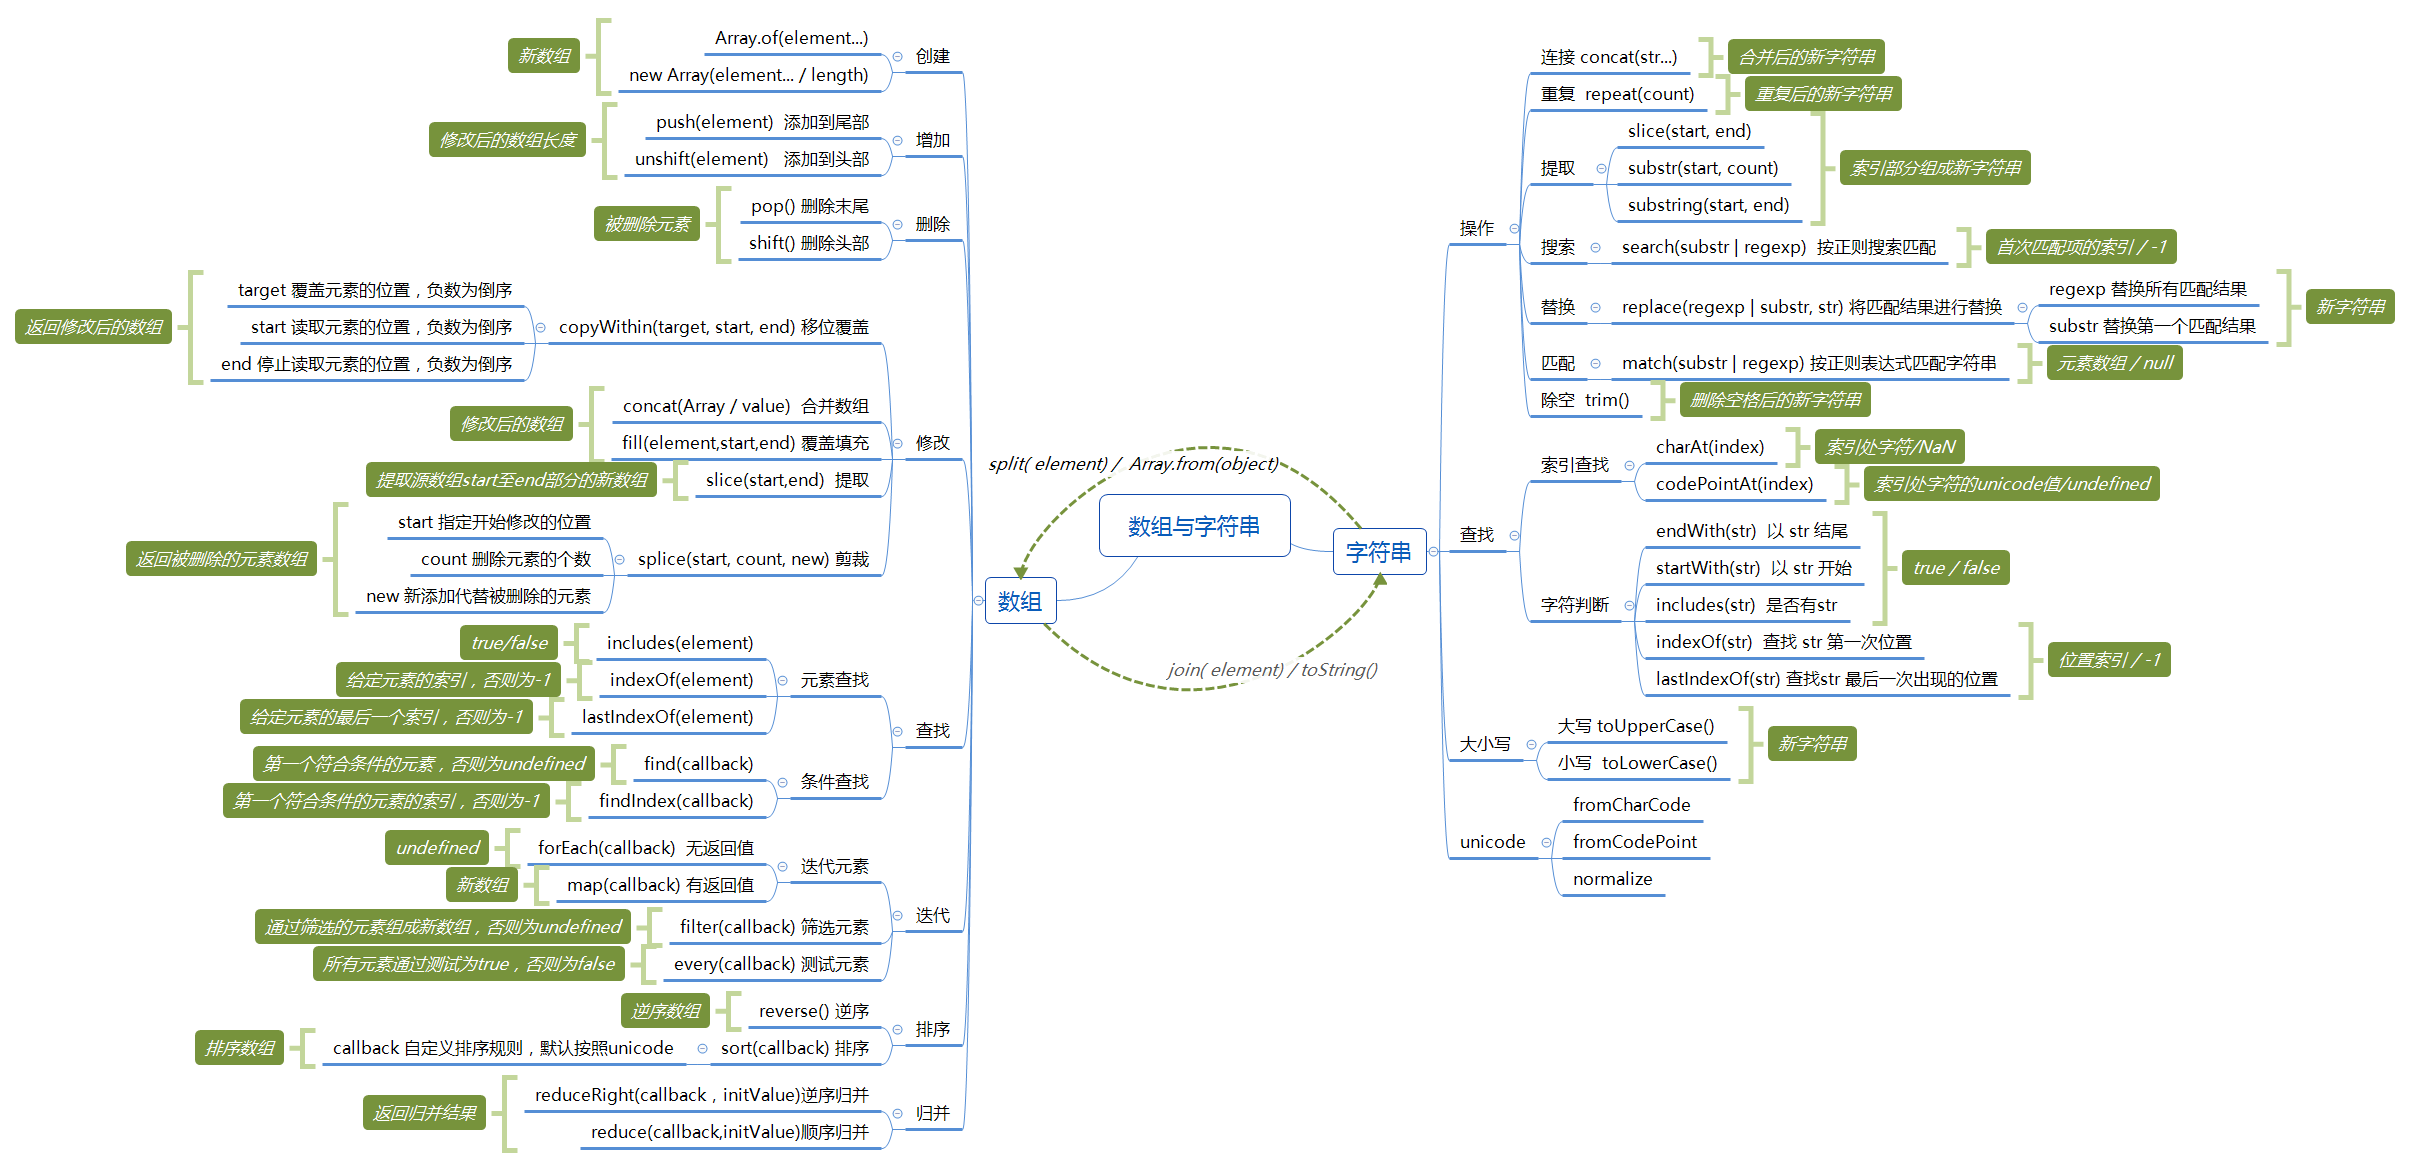 数组与字符串
split( element) /  Array.from(object)
join( element) / toString()
数组
创建
Array.of(element...)
new Array(element... / length)
新数组
增加
push(element)  添加到尾部
unshift(element)   添加到头部
修改后的数组长度
删除
pop() 删除末尾
shift() 删除头部
被删除元素
修改
copyWithin(target, start, end) 移位覆盖
target 覆盖元素的位置，负数为倒序
start 读取元素的位置，负数为倒序
end 停止读取元素的位置，负数为倒序
返回修改后的数组
concat(Array / value)  合并数组
fill(element,start,end) 覆盖填充
修改后的数组
slice(start,end)  提取
提取源数组start至end部分的新数组
splice(start, count, new) 剪裁
start 指定开始修改的位置
count 删除元素的个数
new 新添加代替被删除的元素
返回被删除的元素数组
查找
元素查找
includes(element)
true/false
indexOf(element)
给定元素的索引，否则为-1
lastIndexOf(element)
给定元素的最后一个索引，否则为-1
条件查找
find(callback)
第一个符合条件的元素，否则为undefined
findIndex(callback)
第一个符合条件的元素的索引，否则为-1
迭代
迭代元素
forEach(callback)  无返回值
undefined
map(callback) 有返回值
新数组
filter(callback) 筛选元素
通过筛选的元素组成新数组，否则为undefined
every(callback) 测试元素
所有元素通过测试为true，否则为false
排序
reverse() 逆序
逆序数组
sort(callback) 排序
callback 自定义排序规则，默认按照unicode
排序数组
归并
reduceRight(callback，initValue)逆序归并
reduce(callback,initValue)顺序归并
返回归并结果
字符串
操作
连接 concat(str...)
合并后的新字符串
重复  repeat(count)
重复后的新字符串
提取
slice(start, end)
substr(start, count)
substring(start, end)
索引部分组成新字符串
搜索
search(substr | regexp)  按正则搜索匹配
首次匹配项的索引 / -1
替换
replace(regexp | substr, str) 将匹配结果进行替换
regexp 替换所有匹配结果
substr 替换第一个匹配结果
新字符串
匹配
match(substr | regexp) 按正则表达式匹配字符串
元素数组 / null
除空  trim()
删除空格后的新字符串
查找
索引查找
charAt(index)
索引处字符/NaN
codePointAt(index)
索引处字符的unicode值/undefined
字符判断
endWith(str)  以 str 结尾
startWith(str)  以 str 开始
includes(str)  是否有str
true / false
indexOf(str)  查找 str 第一次位置
lastIndexOf(str) 查找str 最后一次出现的位置
位置索引 / -1
大小写
大写 toUpperCase()
小写  toLowerCase()
新字符串
unicode
fromCharCode
fromCodePoint
normalize